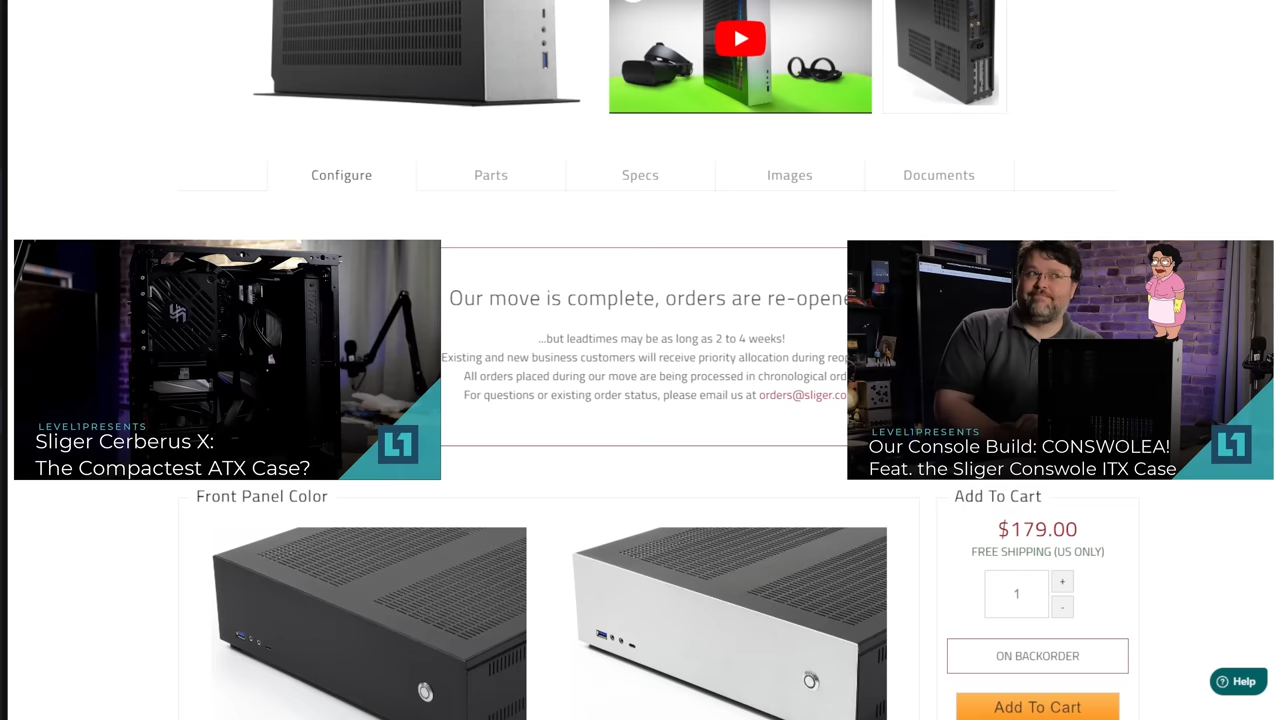 Configure
Parts
Specs
Images
Documents
Our move is complete, orders are re-opene
...but leadtimes may be as long as 2 to 4 weeks!
Existing and new business customers will receive priority allocation during reop
All orders placed during our move are being processed in chronological ord
For questions or existing order status, please email us at orders@sliger.co
LEVEL1PRESENTS
Sliger Cerberus X:
The Compactest ATX Case?
L1
LEVEL1PRESENTS
Our Console Build: CONSWOLEA!
Feat. the Sliger Conswole ITX Case
L1
Front Panel Color
Add To Cart
$179.00
FREE SHIPPING (US ONLY)
1
+
-
ON BACKORDER
Add To Cart
? Help